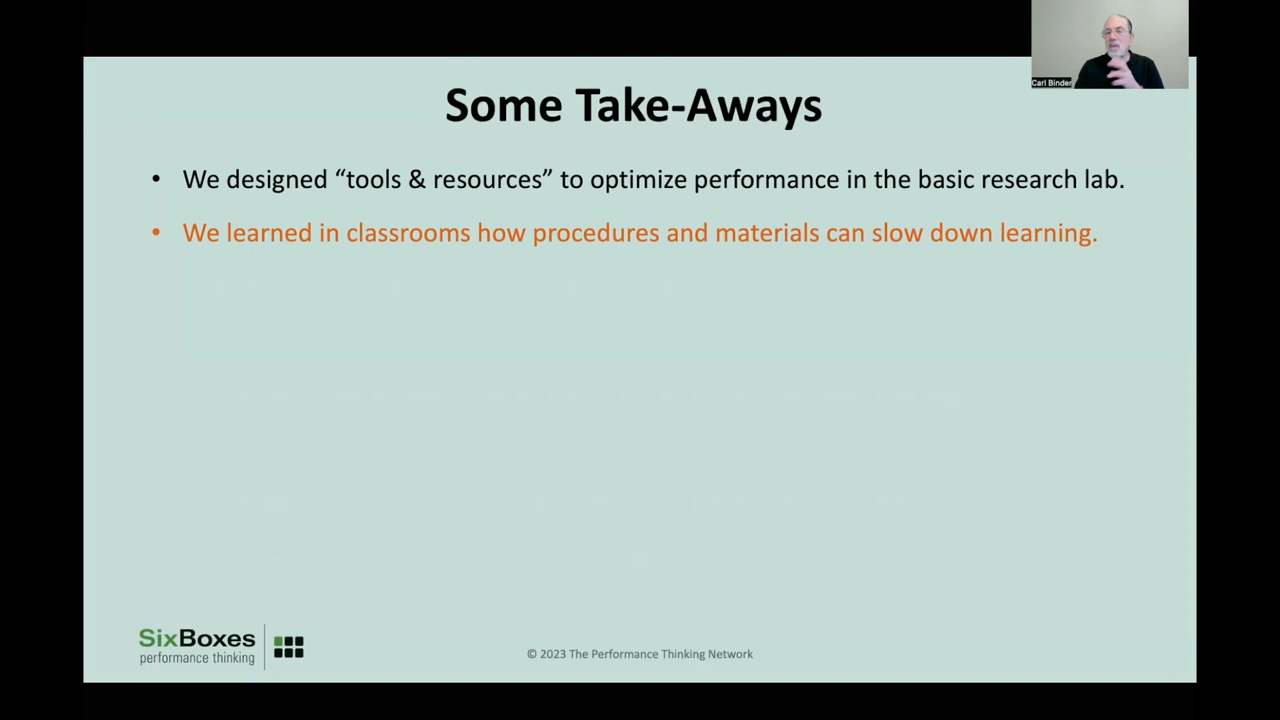 Carl Binder
Some Take-Aways
• We designed “tools & resources” to optimize performance in the basic research lab.
• We learned in classrooms how procedures and materials can slow down learning.
SixBoxes
performance thinking
© 2023 The Performance Thinking Network